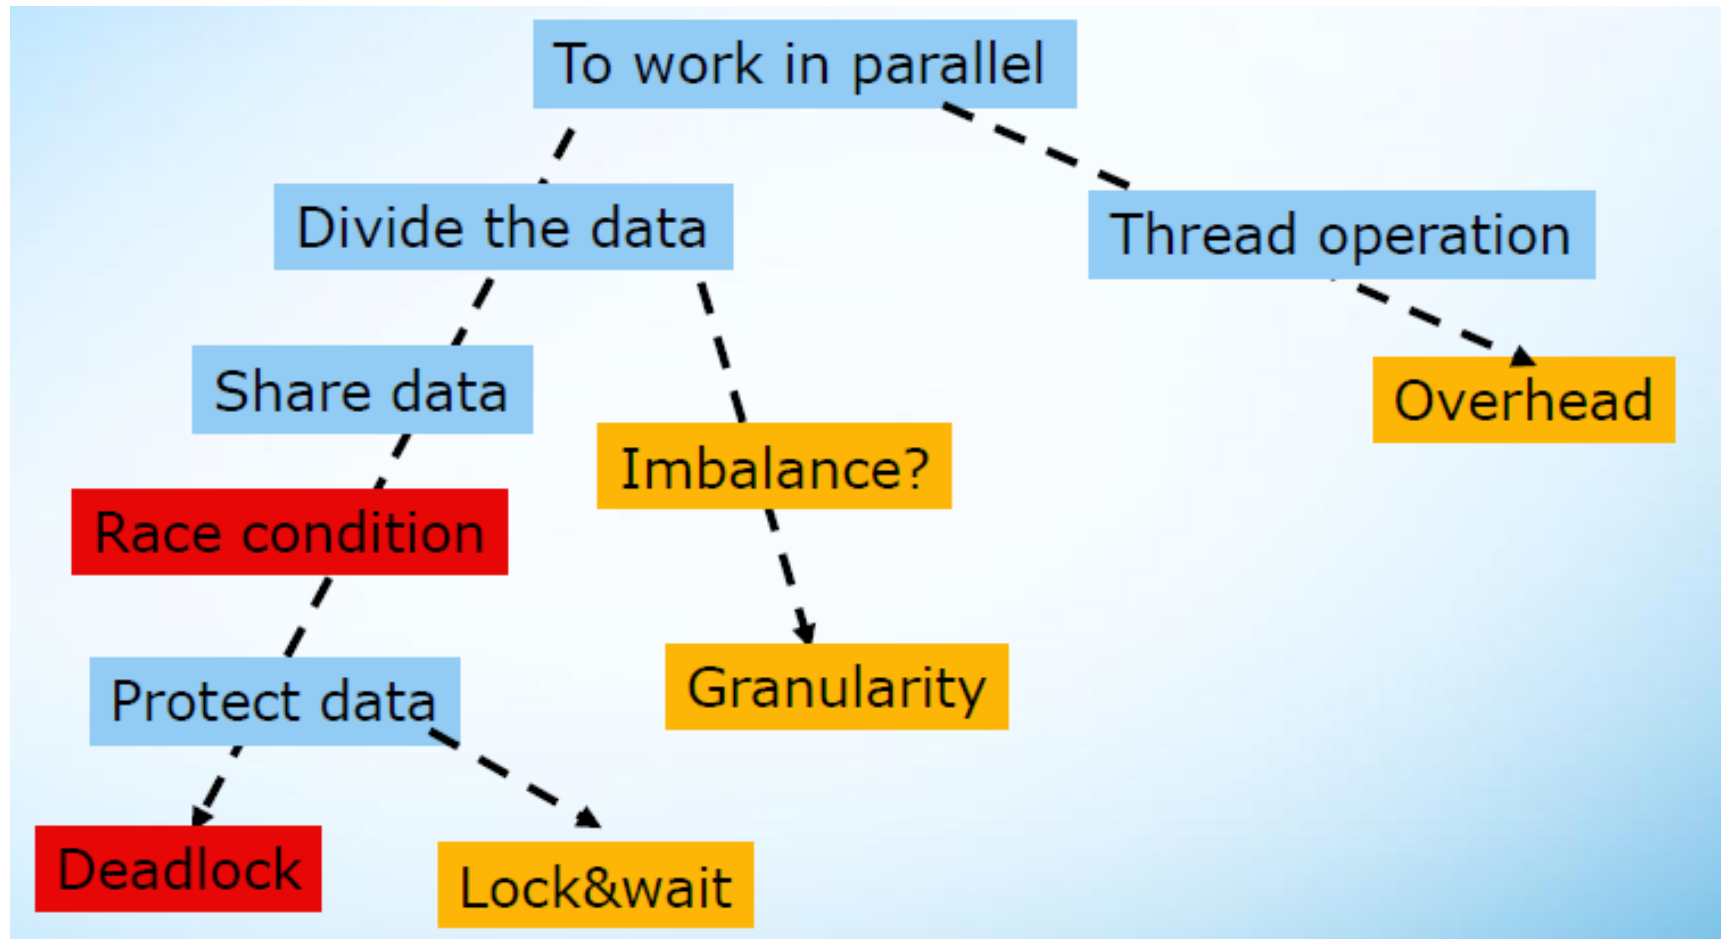 To work in parallel
Divide the data
Thread operation
Share data
Overhead
Imbalance?
Race condition
Granularity
Protect data
Deadlock
Lock&wait